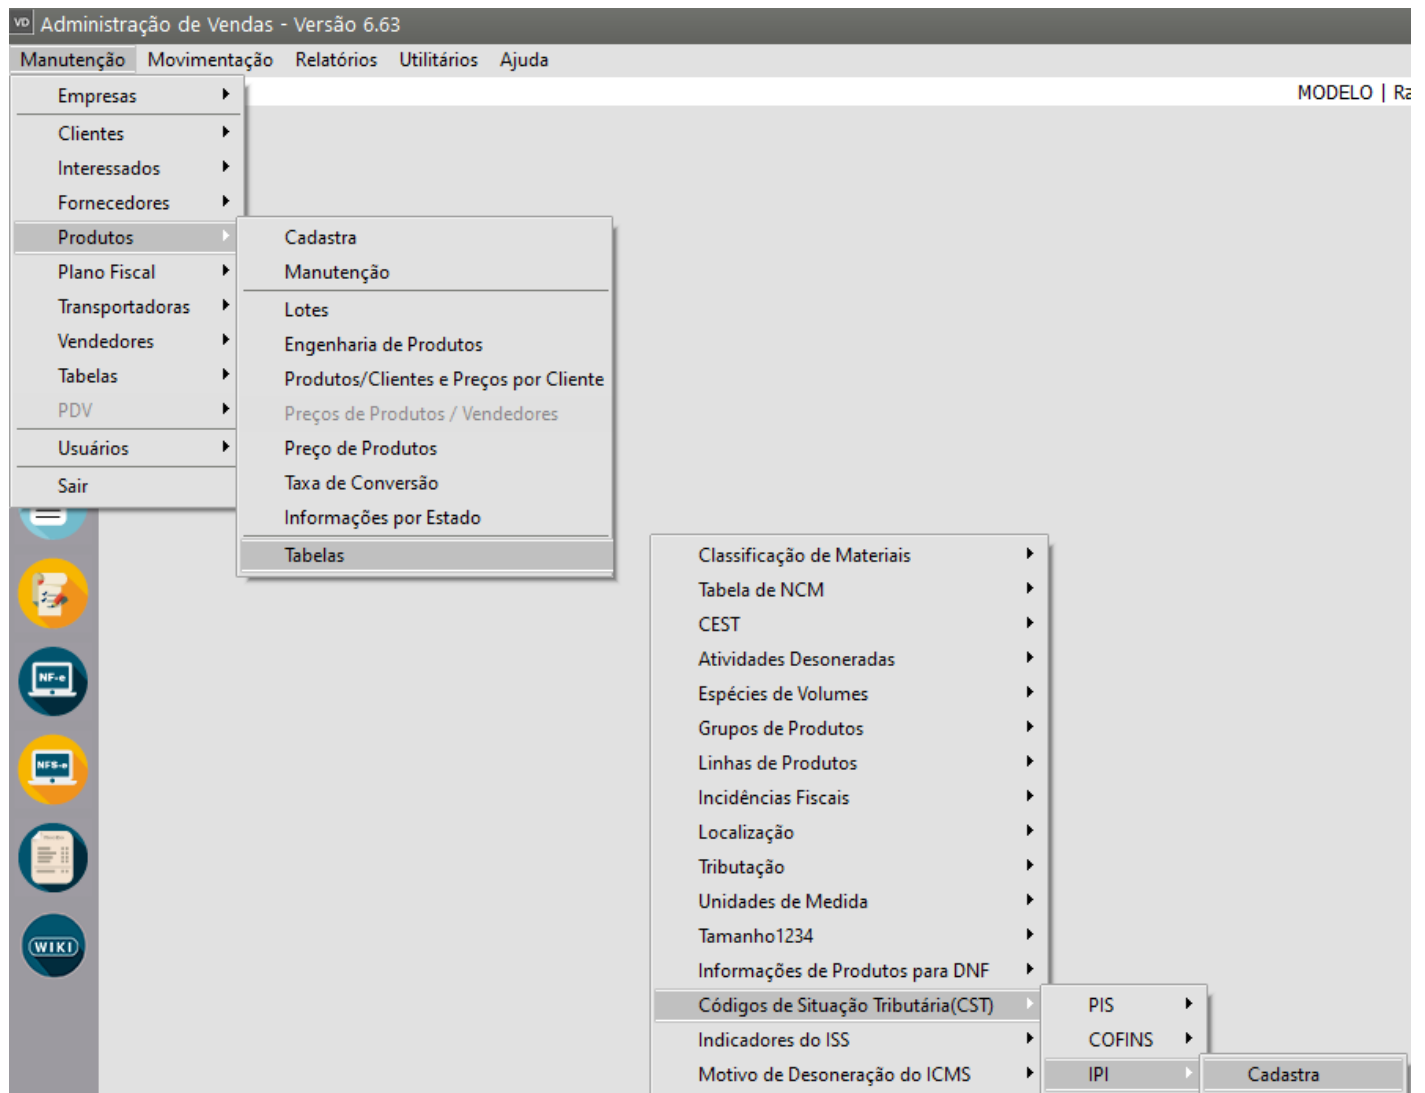 VD Administração de Vendas - Versão 6.63
Manutenção Movimentação Relatórios Utilitários Ajuda
MODELO | Ra
Empresas
Clientes
Interessados
Fornecedores
Produtos
Plano Fiscal
Transportadoras
Vendedores
Tabelas
PDV
Usuários
Sair
Cadastra
Manutenção
Lotes
Engenharia de Produtos
Produtos/Clientes e Preços por Cliente
Preços de Produtos / Vendedores
Preço de Produtos
Taxa de Conversão
Informações por Estado
Tabelas
Classificação de Materiais
Tabela de NCM
CEST
Atividades Desoneradas
Espécies de Volumes
Grupos de Produtos
Linhas de Produtos
Incidências Fiscais
Localização
Tributação
Unidades de Medida
Tamanho1234
Informações de Produtos para DNF
Códigos de Situação Tributária(CST)
Indicadores do ISS
Motivo de Desoneração do ICMS
PIS
COFINS
IPI
Cadastra
NF-e
NFS-e
WIKI